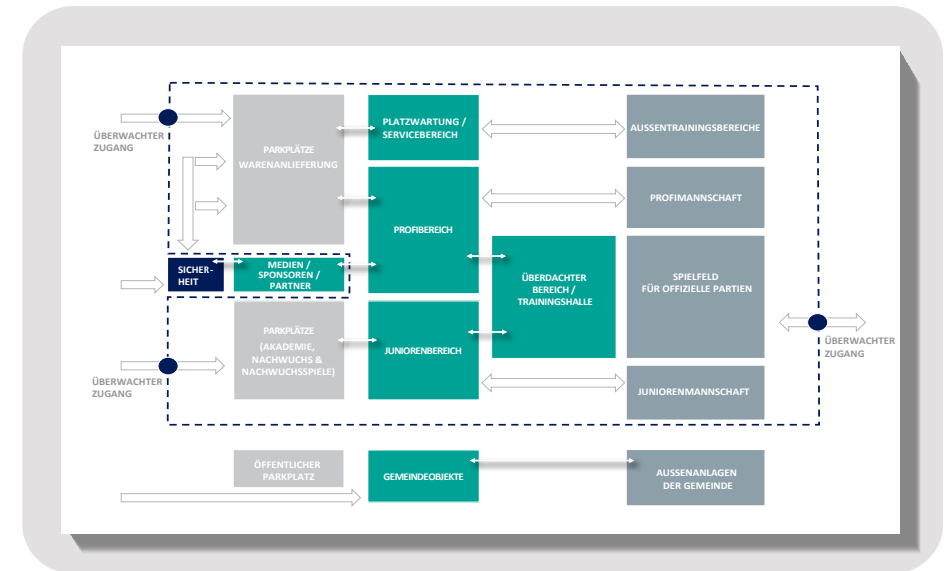 ÜBERWACHTER
ZUGANG
PARKPLÄTZE
WARENANLIEFERUNG
PLATZWARTUNG /
SERVICEBEREICH
AUSSENTRAININGSBEREICHE
PROFIBEREICH
PROFIMANNSCHAFT
SICHER-
HEIT
MEDIEN /
SPONSOREN /
PARTNER
ÜBERDACHTER
BEREICH /
TRAININGSHALLE
SPIELFELD
FÜR OFFIZIELLE PARTIEN
PARKPLÄTZE
(AKADEMIE,
NACHWUCHS &
NACHWUCHSSPIELE)
JUNIORENBEREICH
ÜBERWACHTER
ZUGANG
ÜBERWACHTER
ZUGANG
JUNIORENMANNSCHAFT
ÖFFENTLICHER
PARKPLATZ
GEMEINDEOBJEKTE
AUSSENANLAGEN
DER GEMEINDE